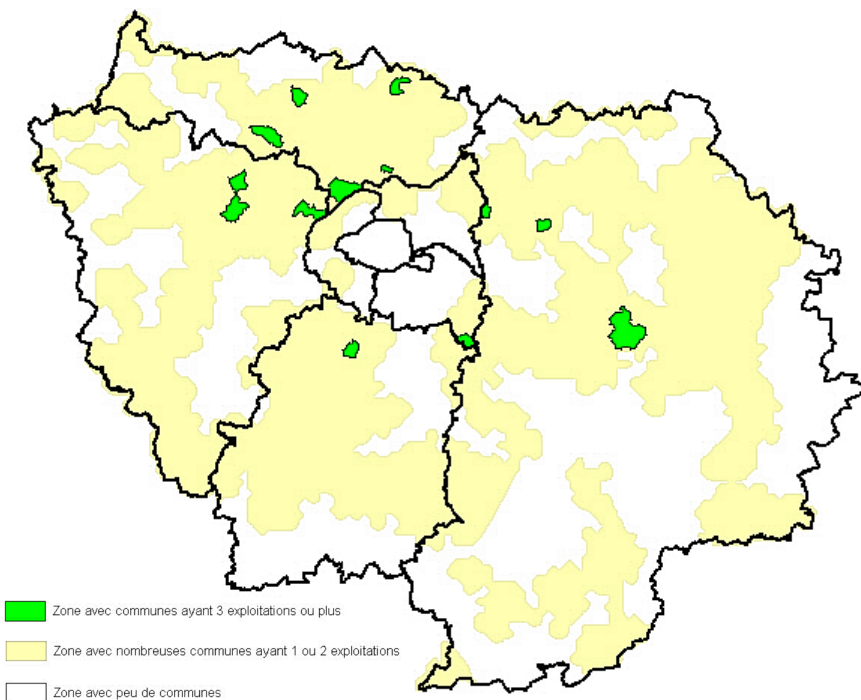 Zone avec communes ayant 3 exploitations ou plus
Zone avec nombreuses communes ayant 1 ou 2 exploitations
Zone avec peu de communes